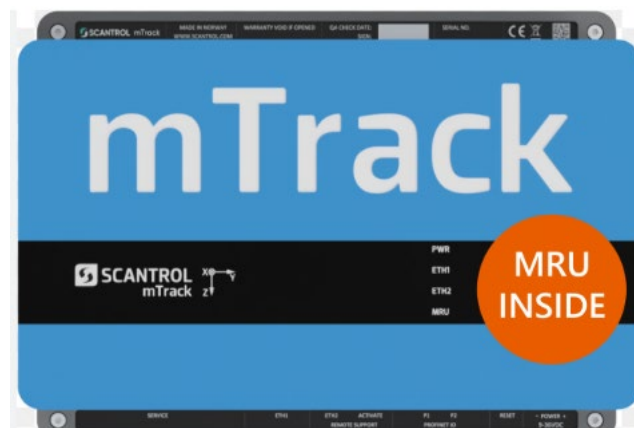 SCANTROL mTrack
MADE IN NORWAY
WWW.SCANTROL.COM
WARRANTY VOID IF OPENED
QA CHECK DATE:
SIGN:
SERIAL NO:
CE
mTrack
SCANTROL
mTrack
X Y
Z
PWR
ETH1
ETH2
MRU
MRU
INSIDE
SERVICE
ETH1
ETH2
ACTIVATE
REMOTE SUPPORT
P1
P2
PROFINET IO
RESET
- POWER +
9-36VDC